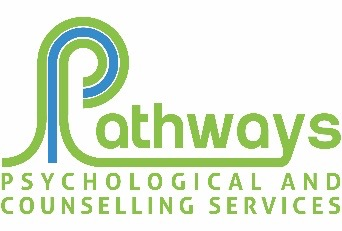 Pathways
PSYCHOLOGICAL AND
COUNSELLING SERVICES